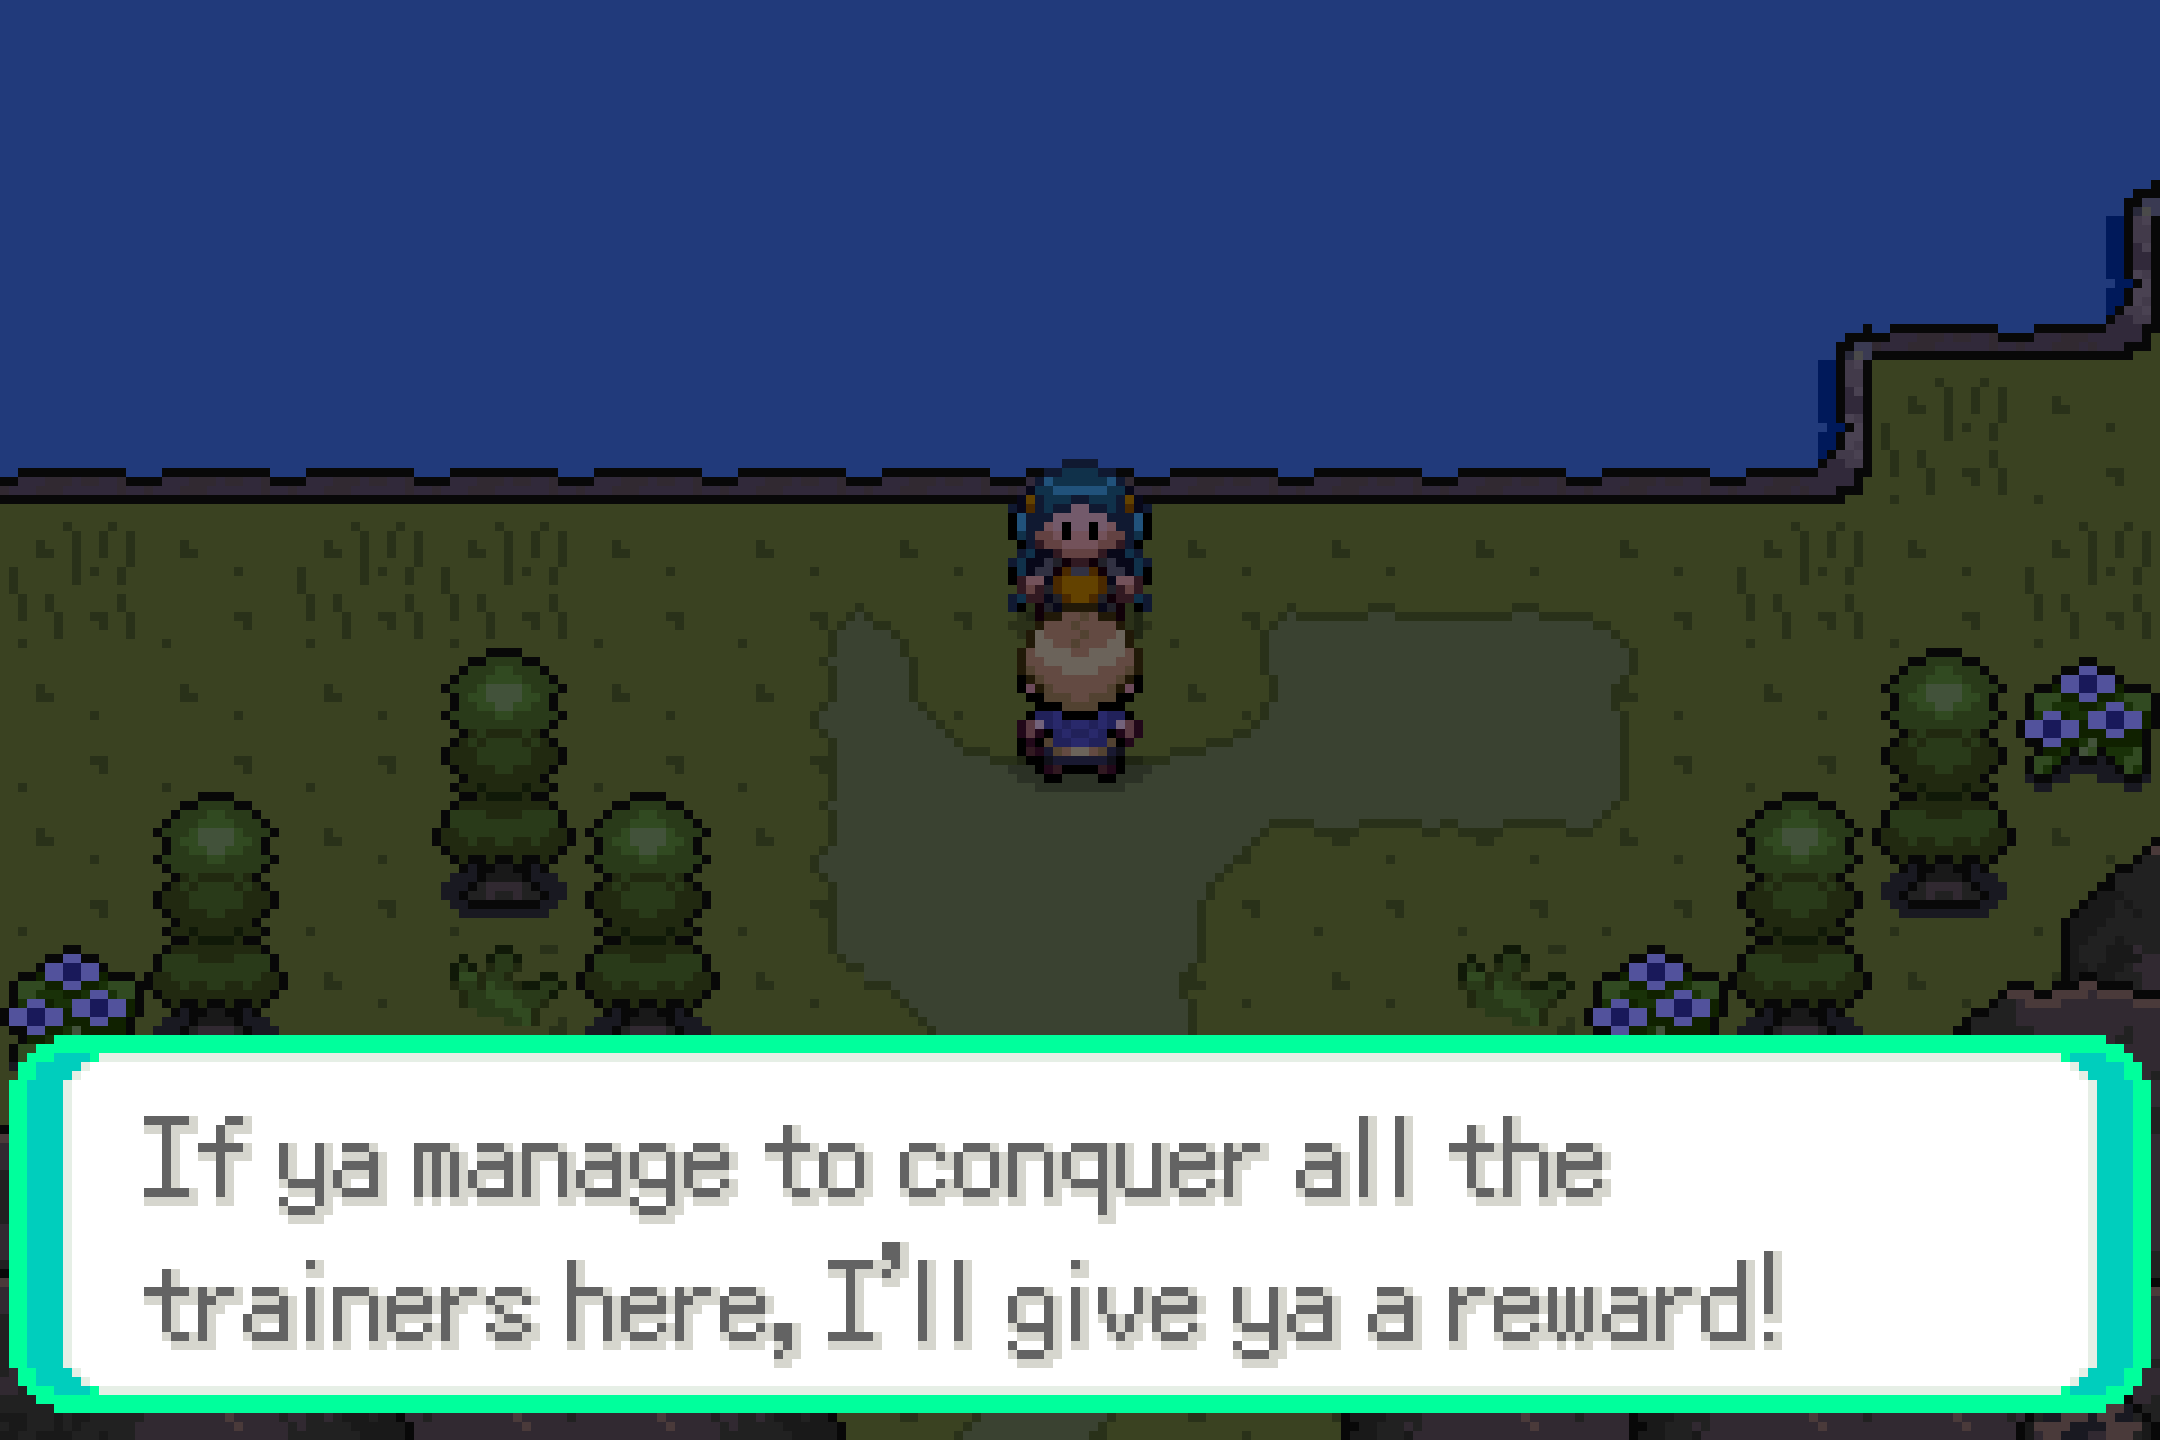 If ya manage to conquer all the
trainers here, I'll give ya a reward!